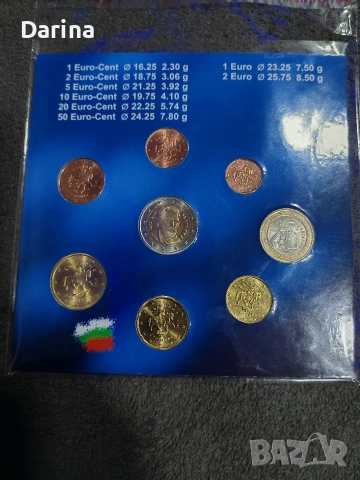 Darina
1 Euro-Cent Ø 16.25 2.30 g
2 Euro-Cent Ø 18.75 3.06 g
5 Euro-Cent Ø 21.25 3.92 g
10 Euro-Cent Ø 19.75 4.10 g
20 Euro-Cent Ø 22.25 5.74 g
50 Euro-Cent Ø 24.25 7.80 g
1 Euro Ø 23.25 7,50 g
2 Euro Ø 25.75 8.50 g
BAZAR